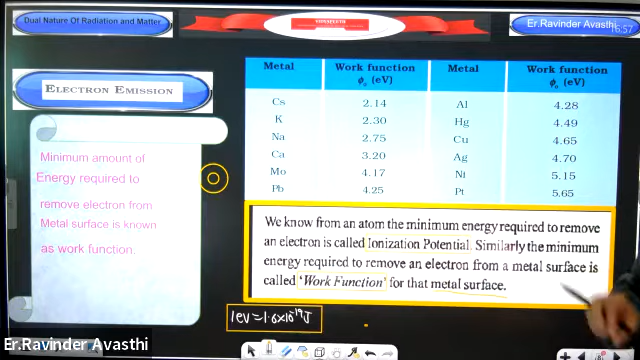 Dual Nature Of Radiation and Matter
Er.Ravinder Avasthi
16:57
ELECTRON EMISSION
Minimum amount of
Energy required to
remove electron from
Metal surface is known
as work function.
Metal Work function Metal Work function
ϕ₀ (eV) ϕ₀ (eV)
Cs 2.14 Al 4.28
K 2.30 Hg 4.49
Na 2.75 Cu 4.65
Ca 3.20 Ag 4.70
Mo 4.17 Ni 5.15
Pb 4.25 Pt 5.65
We know from an atom the minimum energy required to remove
an electron is called Ionization Potential. Similarly the minimum
energy required to remove an electron from a metal surface is
called ‘Work Function’ for that metal surface.
1eV=1.6×10⁻¹⁹J
Er.Ravinder Avasthi